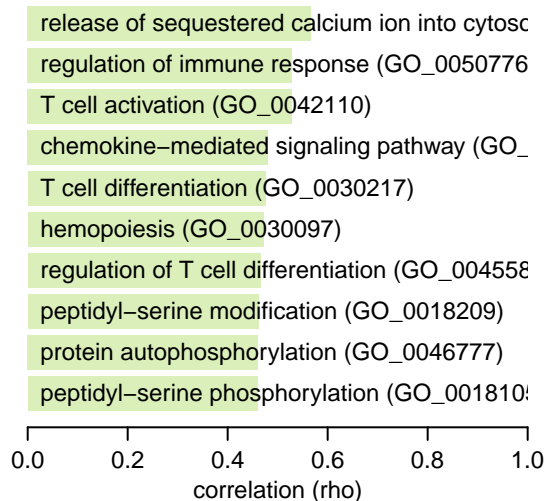 release of sequestered calcium ion into cytoso
regulation of immune response (GO_0050776
T cell activation (GO_0042110)
chemokine−mediated signaling pathway (GO_
T cell differentiation (GO_0030217)
hemopoiesis (GO_0030097)
regulation of T cell differentiation (GO_004558
peptidyl−serine modification (GO_0018209)
protein autophosphorylation (GO_0046777)
peptidyl−serine phosphorylation (GO_0018105
0.0 0.2 0.4 0.6 0.8 1.0
correlation (rho)